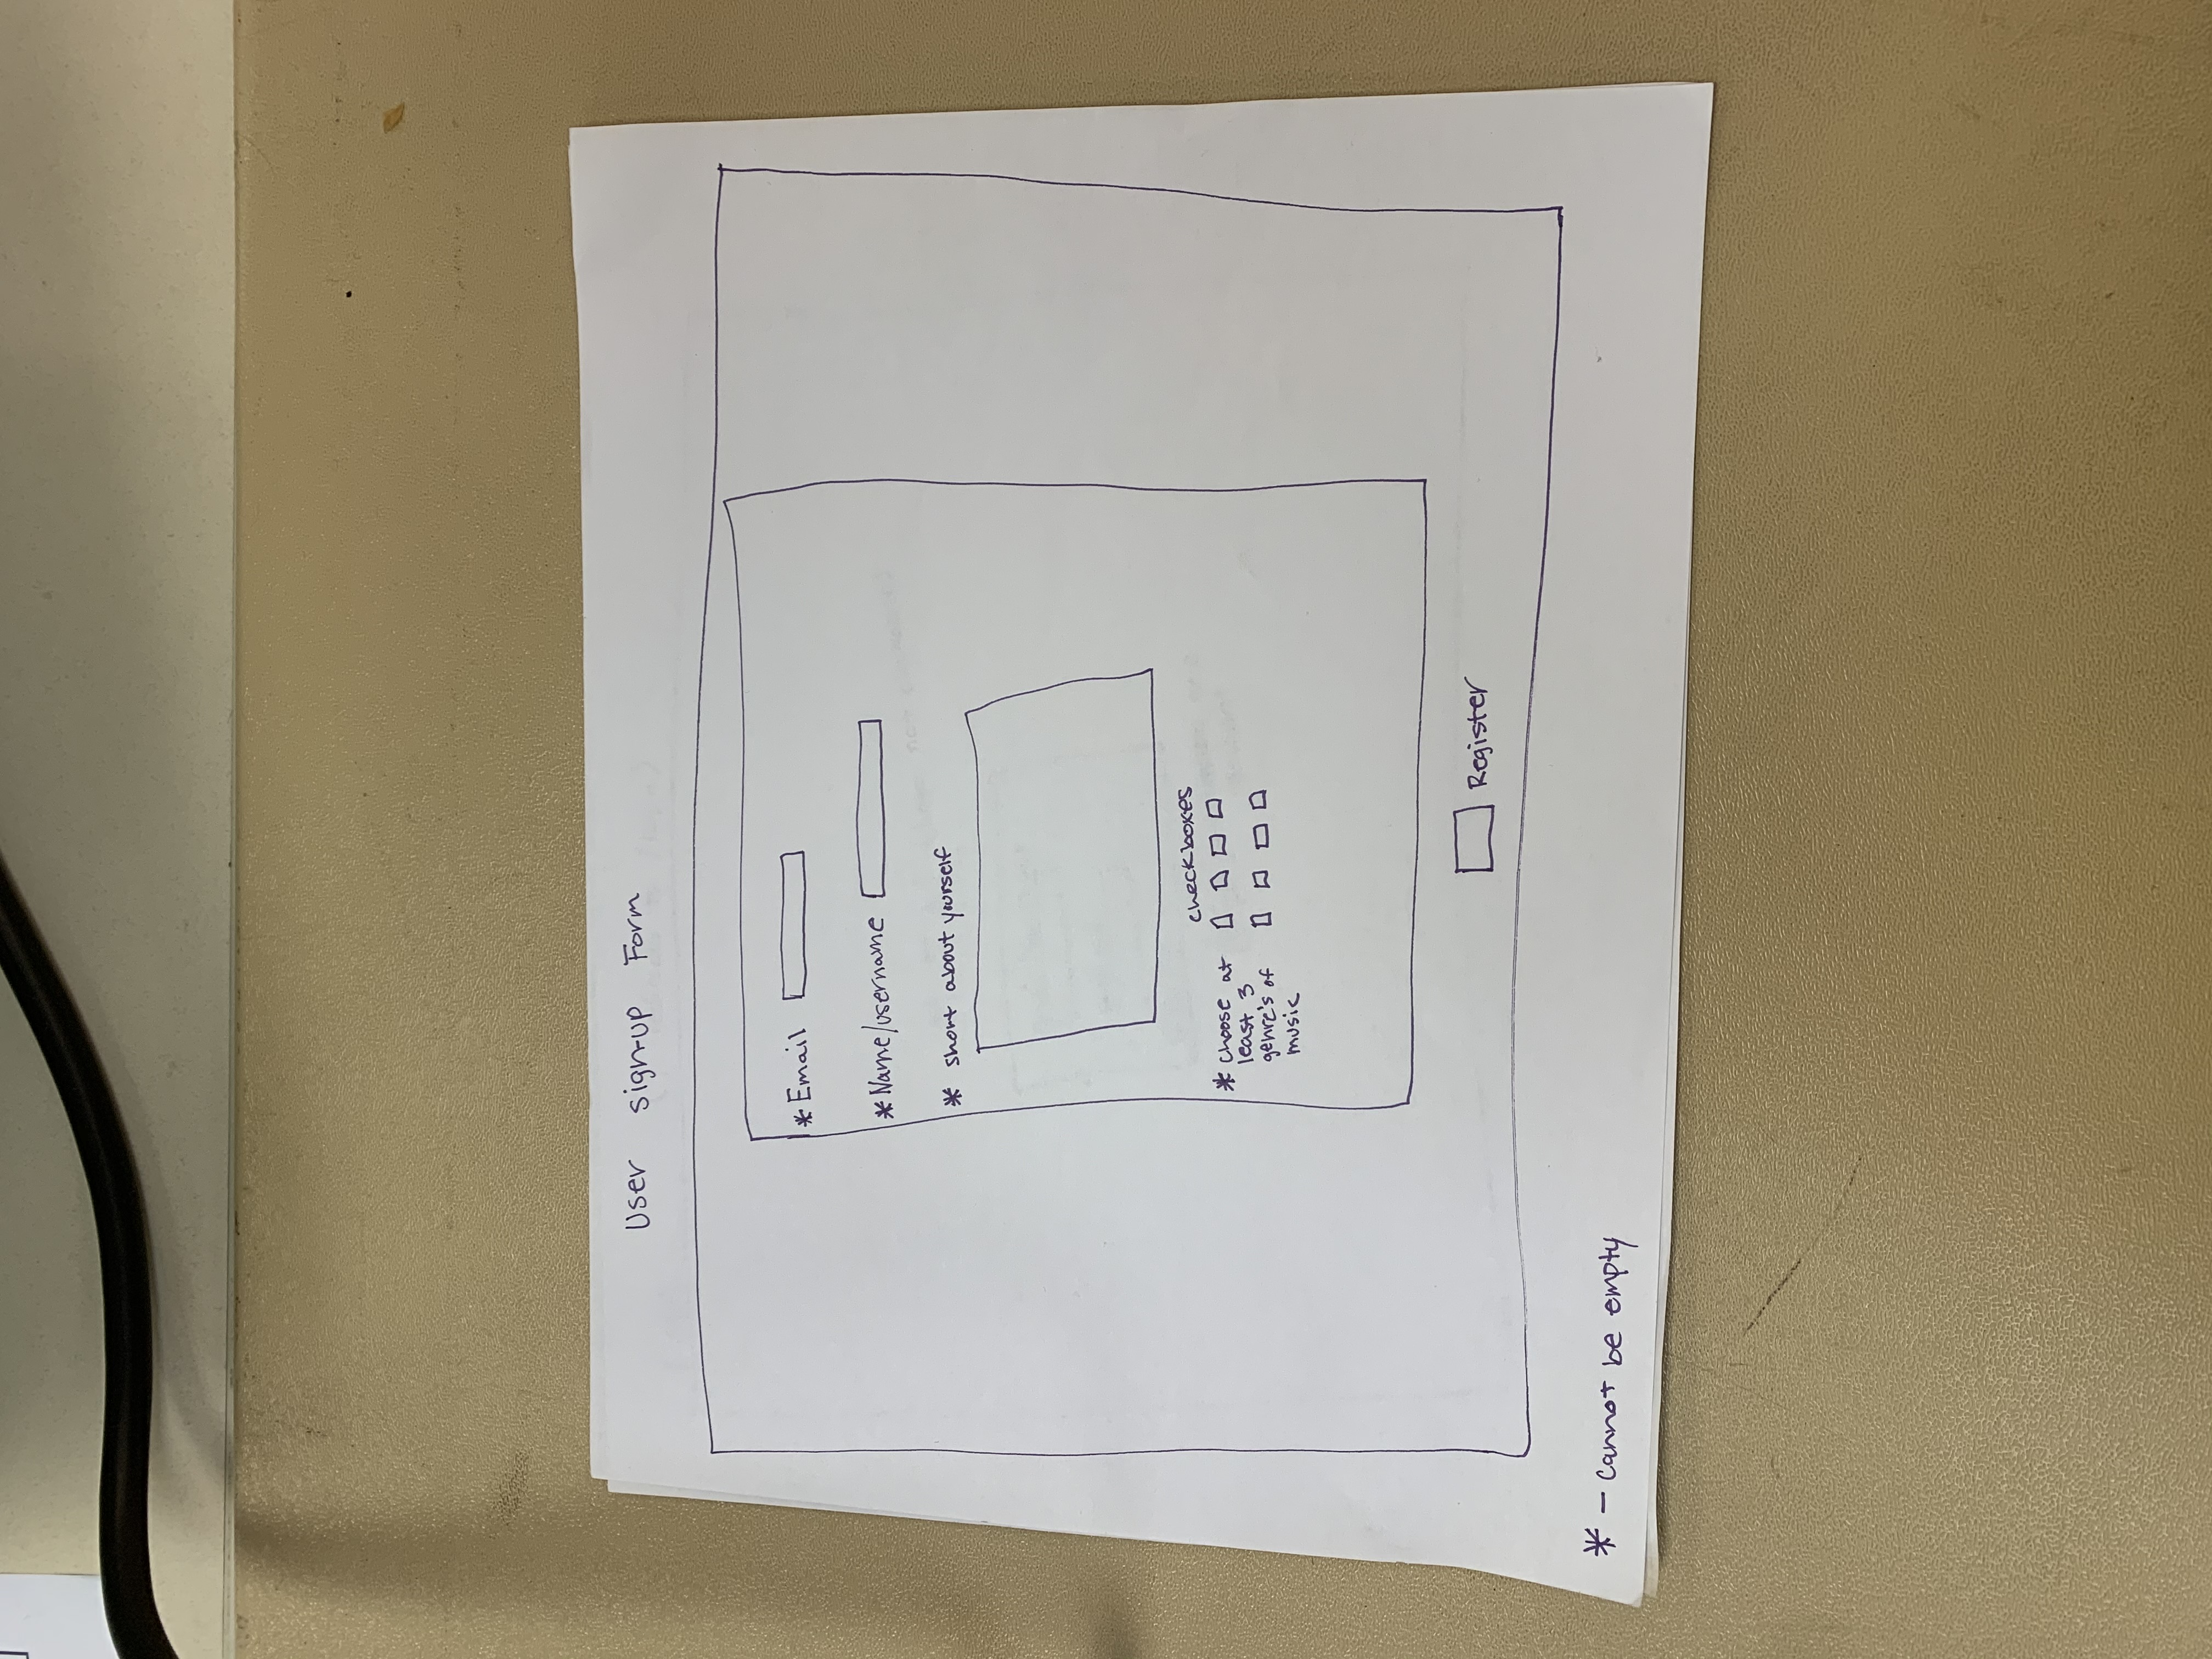 User sign-up Form
* Email
* Name/username
* short about yourself
checkboxes
* choose at
least 3
genre's of
music
Register
* - cannot be empty